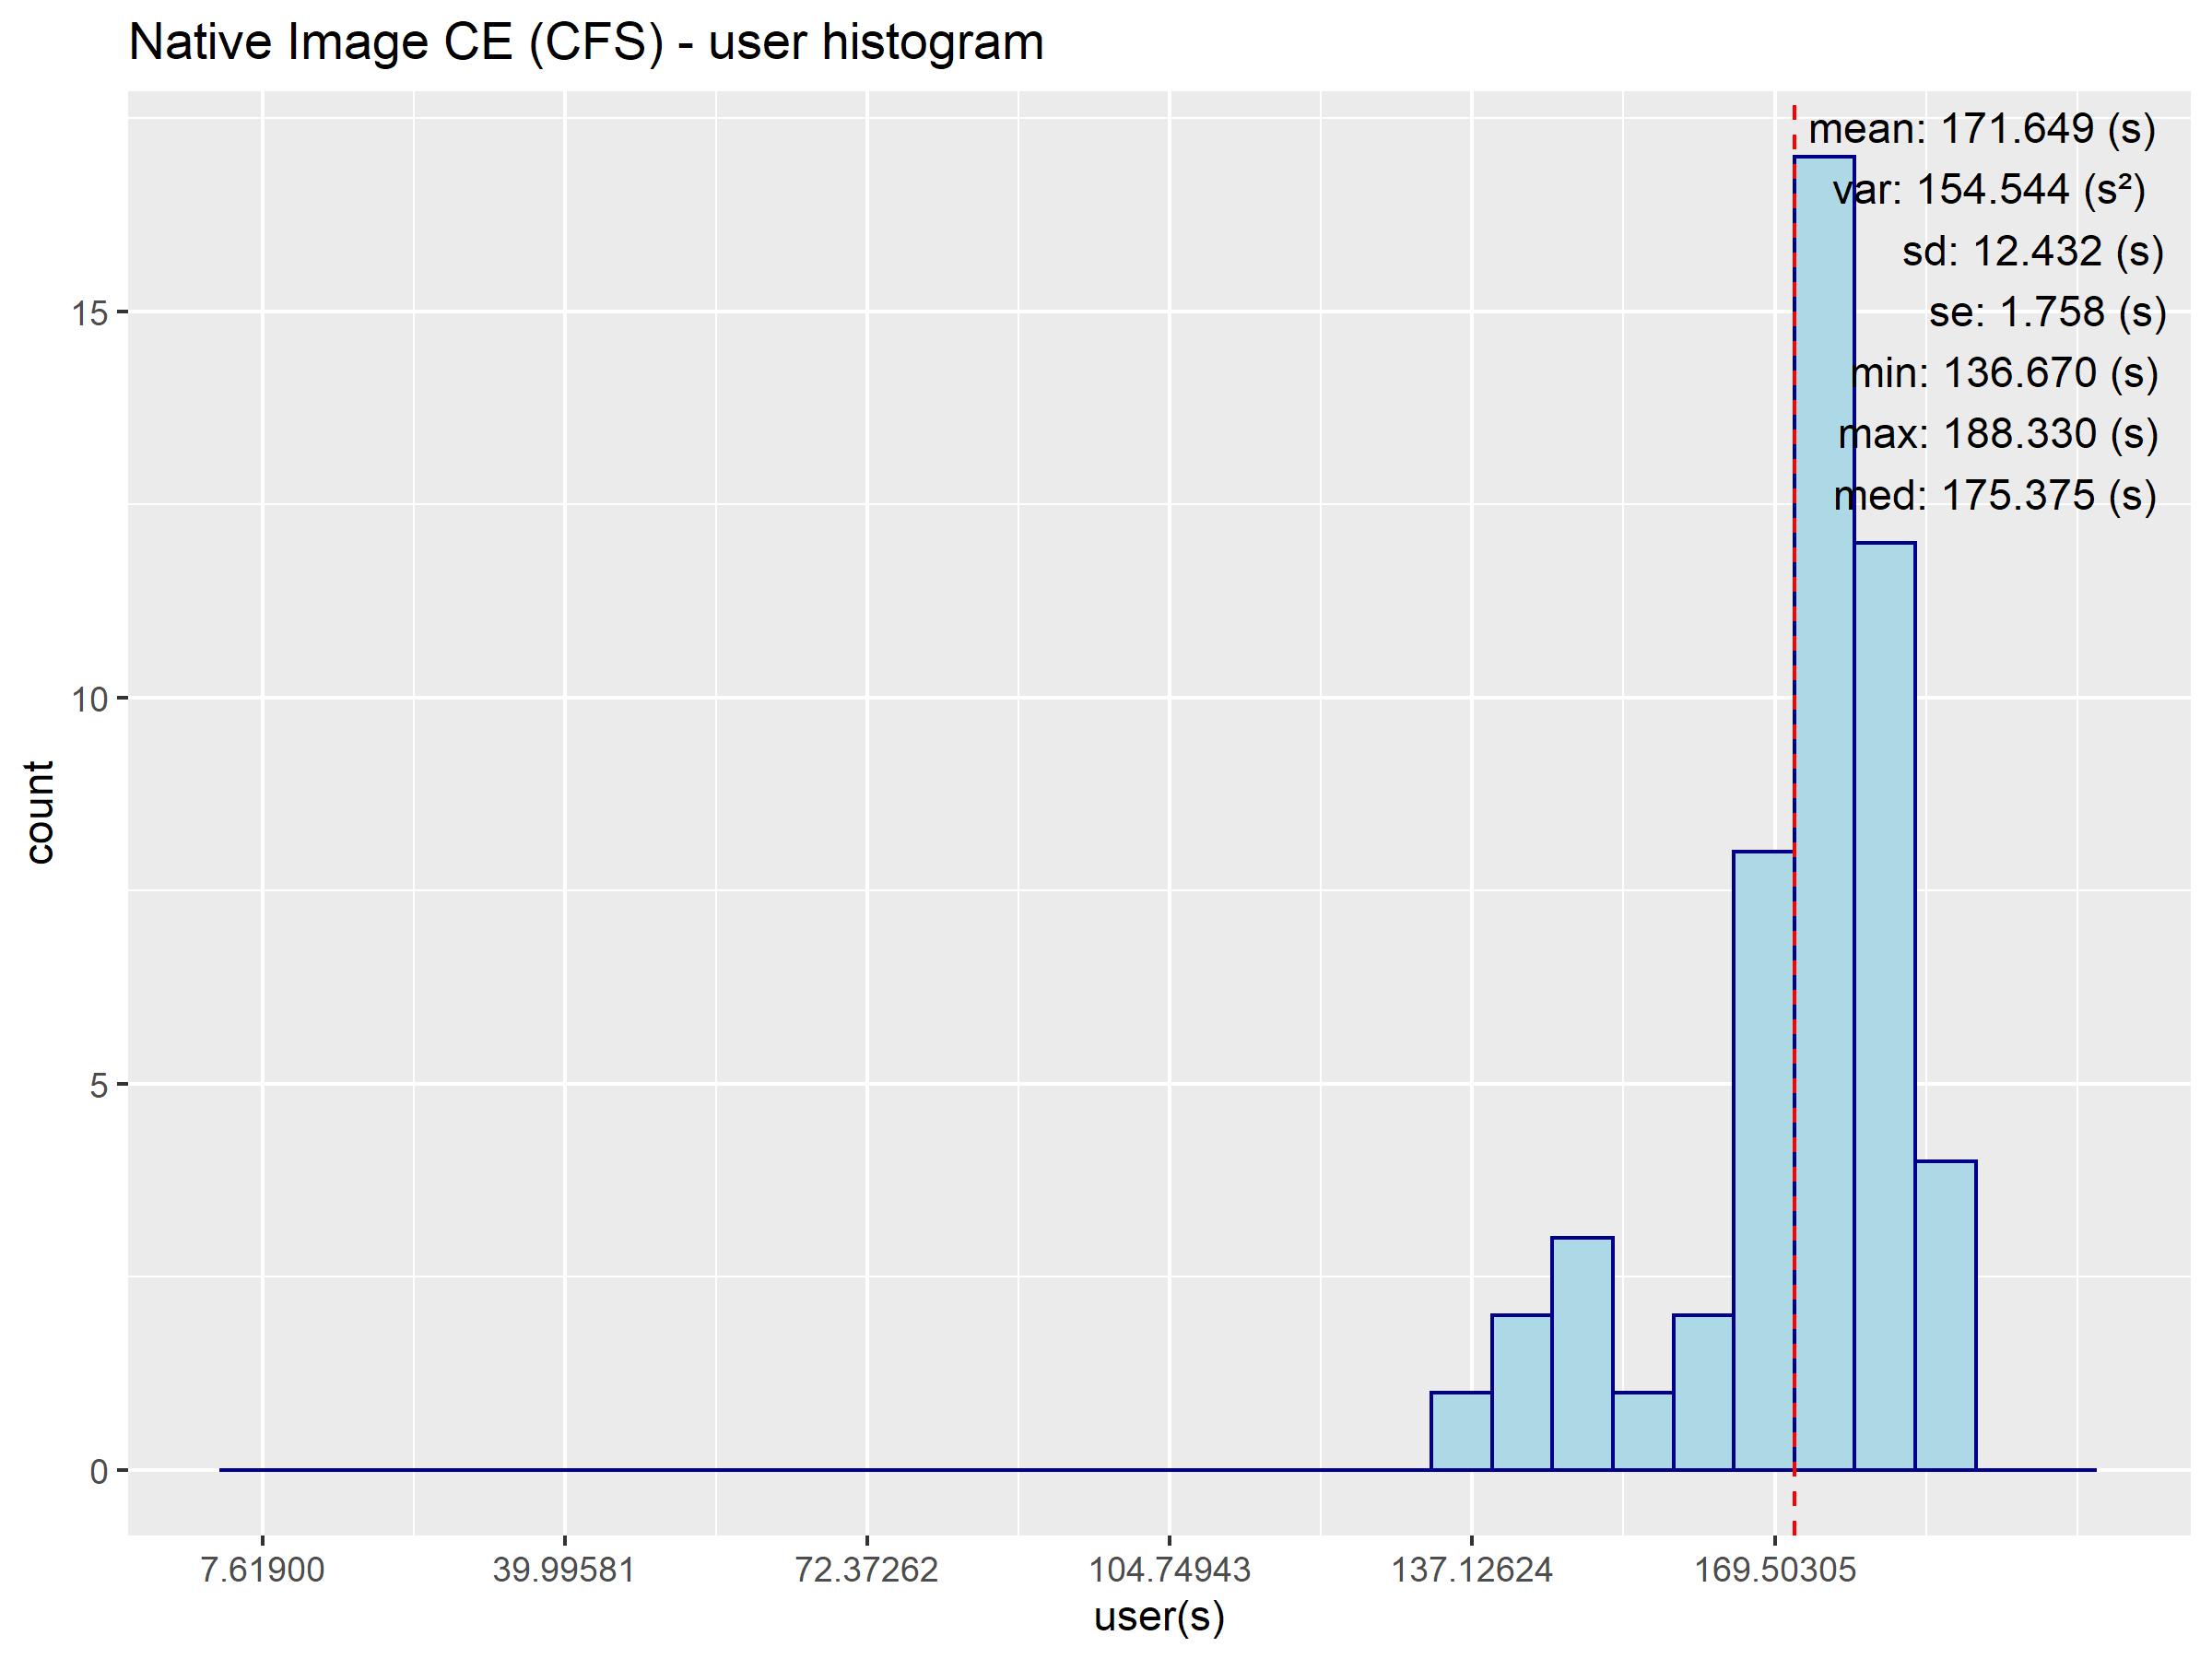 Native Image CE (CFS) - user histogram
mean: 171.649 (s)
var: 154.544 (s²)
sd: 12.432 (s)
se: 1.758 (s)
min: 136.670 (s)
max: 188.330 (s)
med: 175.375 (s)
15
10
5
0
count
7.61900 39.99581 72.37262 104.74943 137.12624 169.50305
user(s)